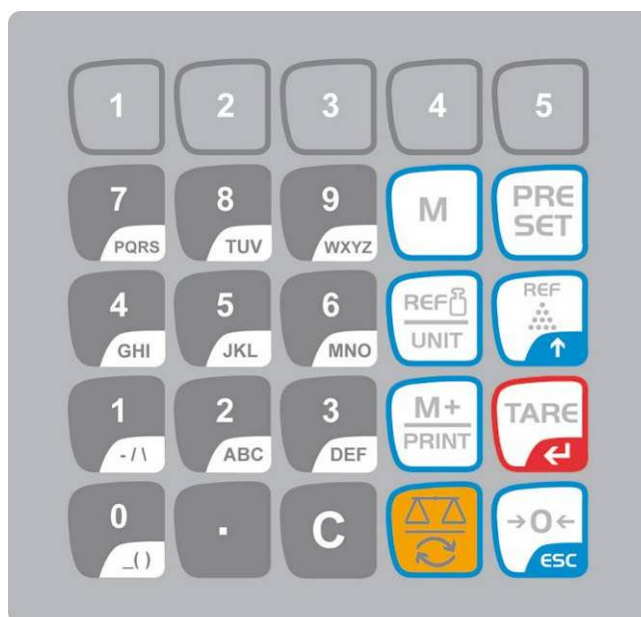 1 2 3 4 5
7 8 9 M PRE
PQRS TUV WXYZ SET
4 5 6 REF REF
GHI JKL MNO UNIT ↑
1 2 3 M+ TARE
-/\ ABC DEF PRINT ↵
0 . C →0←
_() ESC